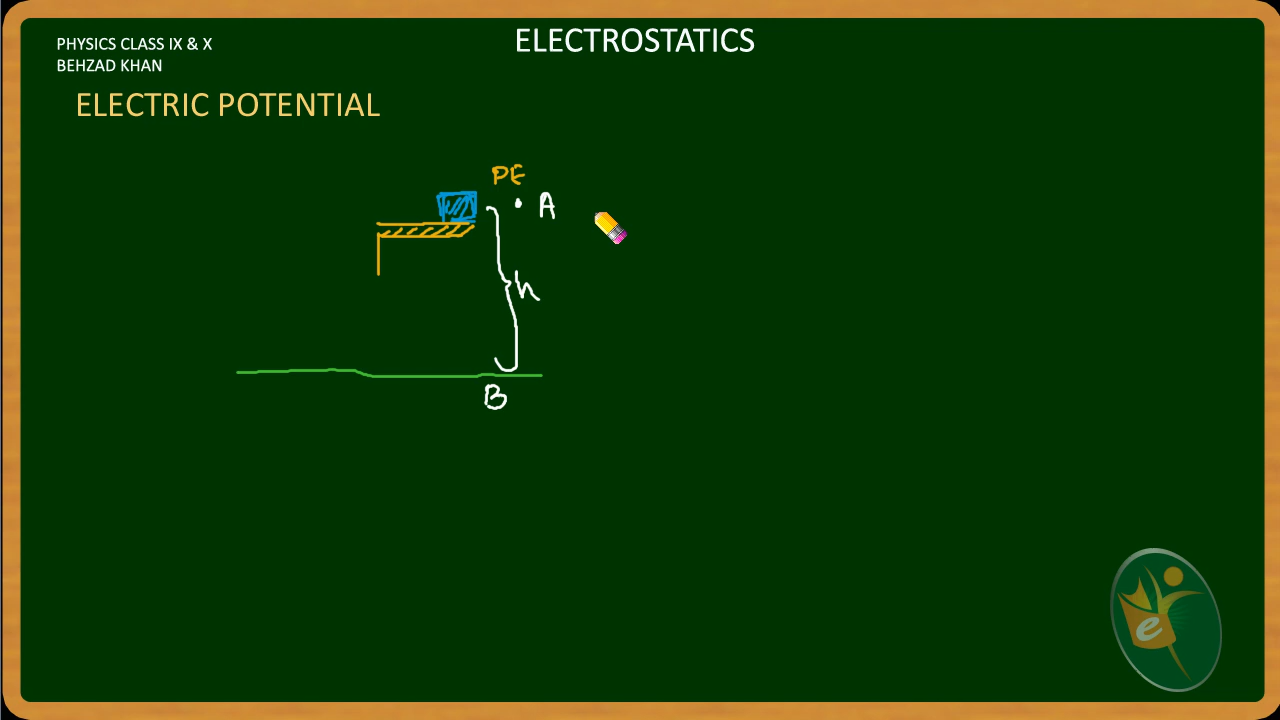 ELECTROSTATICS
PHYSICS CLASS IX & X
BEHZAD KHAN
ELECTRIC POTENTIAL
PE
A
h
B
e